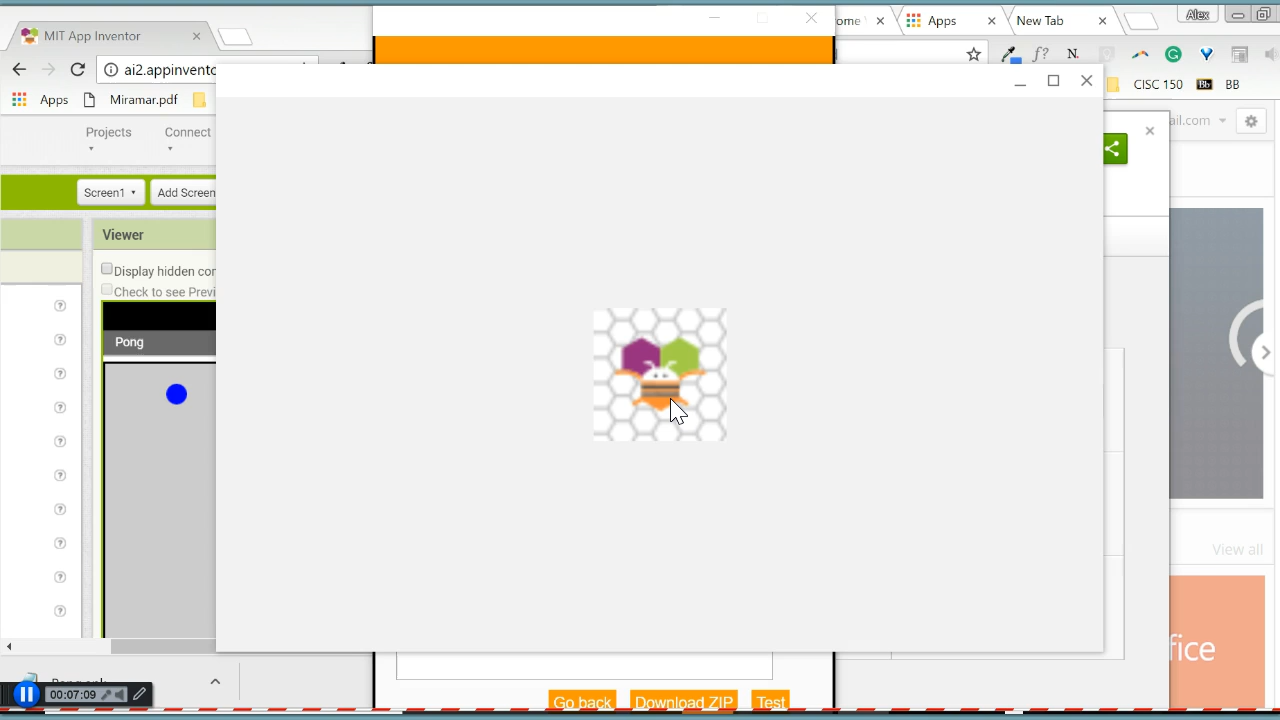 MIT App Inventor
ome
Apps
New Tab
Alex
ai2.appinvento
f?
N.
Apps
Miramar.pdf
CISC 150
Bb
BB
Projects
Connect
ail.com
Screen1
Add Screen
Viewer
Display hidden con
Check to see Previ
Pong
View all
fice
00:07:09
Go back
Download ZIP
Test